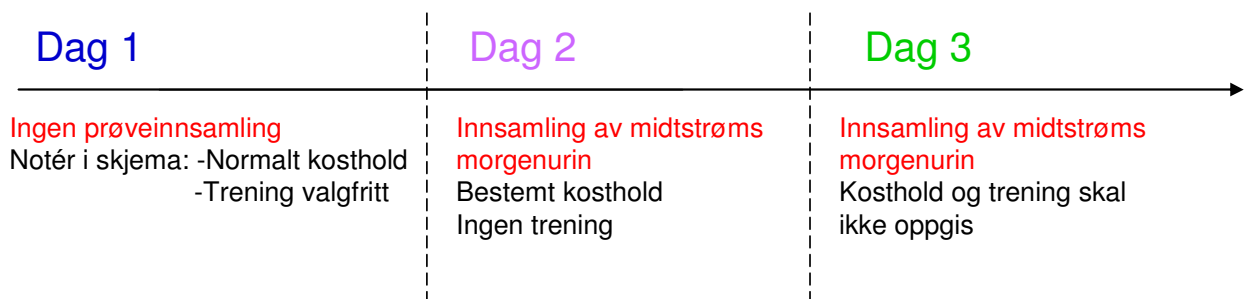 Dag 1
Ingen prøveinnsamling
Notér i skjema: -Normalt kosthold
-Trening valgfritt
Dag 2
Innsamling av midtstrøms
morgenurin
Bestemt kosthold
Ingen trening
Dag 3
Innsamling av midtstrøms
morgenurin
Kosthold og trening skal
ikke oppgis